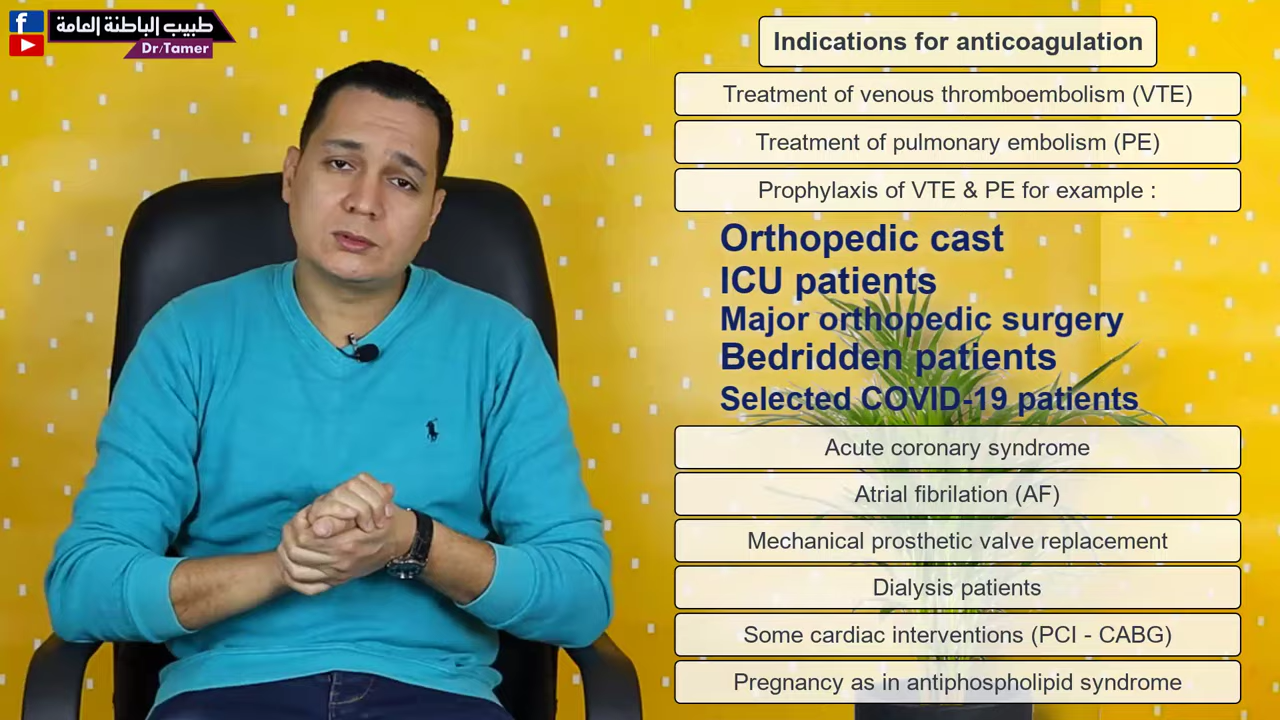 طبيب الباطنة العامة
Dr/Tamer
Indications for anticoagulation
Treatment of venous thromboembolism (VTE)
Treatment of pulmonary embolism (PE)
Prophylaxis of VTE & PE for example :
Orthopedic cast
ICU patients
Major orthopedic surgery
Bedridden patients
Selected COVID-19 patients
Acute coronary syndrome
Atrial fibrilation (AF)
Mechanical prosthetic valve replacement
Dialysis patients
Some cardiac interventions (PCI - CABG)
Pregnancy as in antiphospholipid syndrome